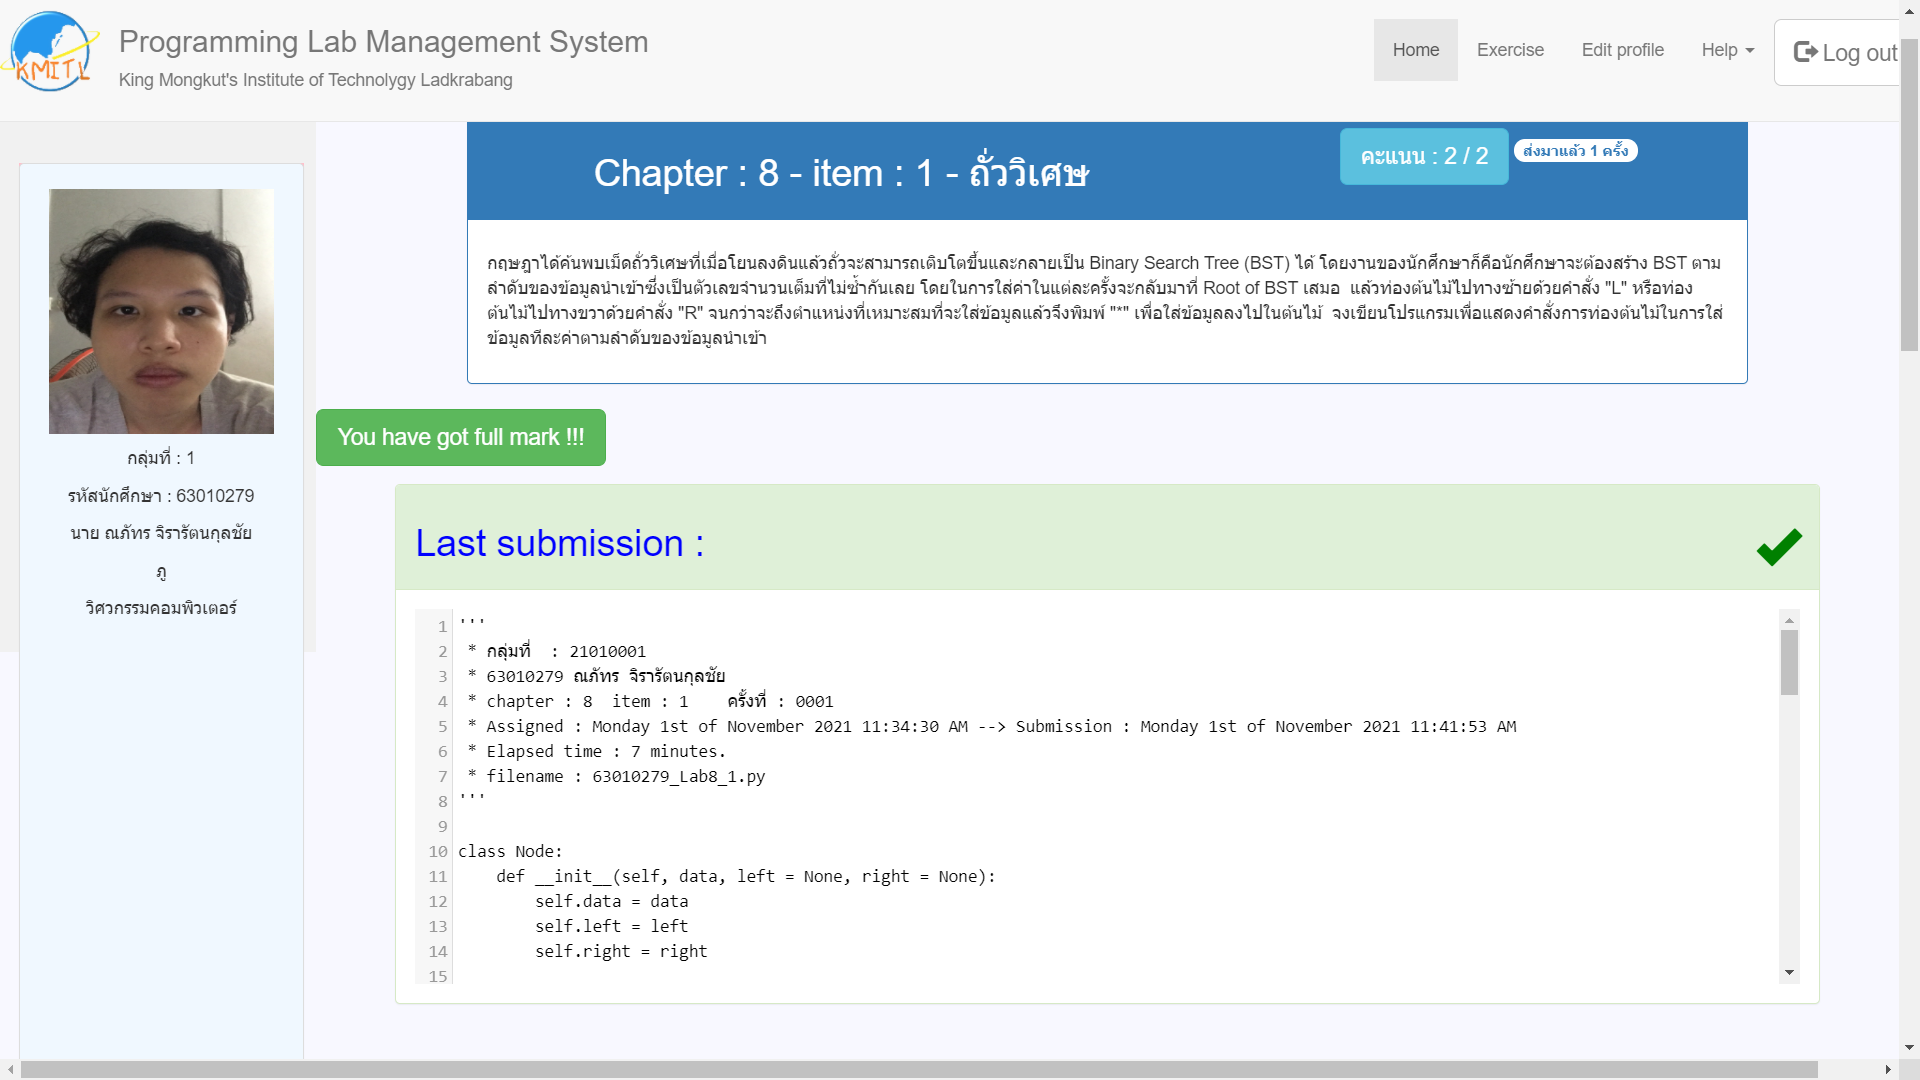 KMITL
Programming Lab Management System
King Mongkut's Institute of Technolygy Ladkrabang
Home
Exercise
Edit profile
Help
Log out
Chapter : 8 - item : 1 - ถั่ววิเศษ
คะแนน : 2 / 2
ส่งมาแล้ว 1 ครั้ง
กฤษฎาได้ค้นพบเม็ดถั่ววิเศษที่เมื่อโยนลงดินแล้วถั่วจะสามารถเติบโตขึ้นและกลายเป็น Binary Search Tree (BST) ได้ โดยงานของนักศึกษาก็คือนักศึกษาจะต้องสร้าง BST ตาม
ลำดับของข้อมูลนำเข้าซึ่งเป็นตัวเลขจำนวนเต็มที่ไม่ซ้ำกันเลย โดยในการใส่ค่าในแต่ละครั้งจะกลับมาที่ Root of BST เสมอ แล้วท่องต้นไม้ไปทางซ้ายด้วยคำสั่ง "L" หรือท่อง
ต้นไม้ไปทางขวาด้วยคำสั่ง "R" จนกว่าจะถึงตำแหน่งที่เหมาะสมที่จะใส่ข้อมูลแล้วจึงพิมพ์ "*" เพื่อใส่ข้อมูลลงไปในต้นไม้ จงเขียนโปรแกรมเพื่อแสดงคำสั่งการท่องต้นไม้ในการใส่
ข้อมูลทีละค่าตามลำดับของข้อมูลนำเข้า
กลุ่มที่ : 1
รหัสนักศึกษา : 63010279
นาย ณภัทร จิรารัตนกุลชัย
ภู
วิศวกรรมคอมพิวเตอร์
You have got full mark !!!
Last submission :
1 '''
2 * กลุ่มที่ : 21010001
3 * 63010279 ณภัทร จิรารัตนกุลชัย
4 * chapter : 8 item : 1 ครั้งที่ : 0001
5 * Assigned : Monday 1st of November 2021 11:34:30 AM --> Submission : Monday 1st of November 2021 11:41:53 AM
6 * Elapsed time : 7 minutes.
7 * filename : 63010279_Lab8_1.py
8 '''
9
10 class Node:
11 def __init__(self, data, left = None, right = None):
12 self.data = data
13 self.left = left
14 self.right = right
15